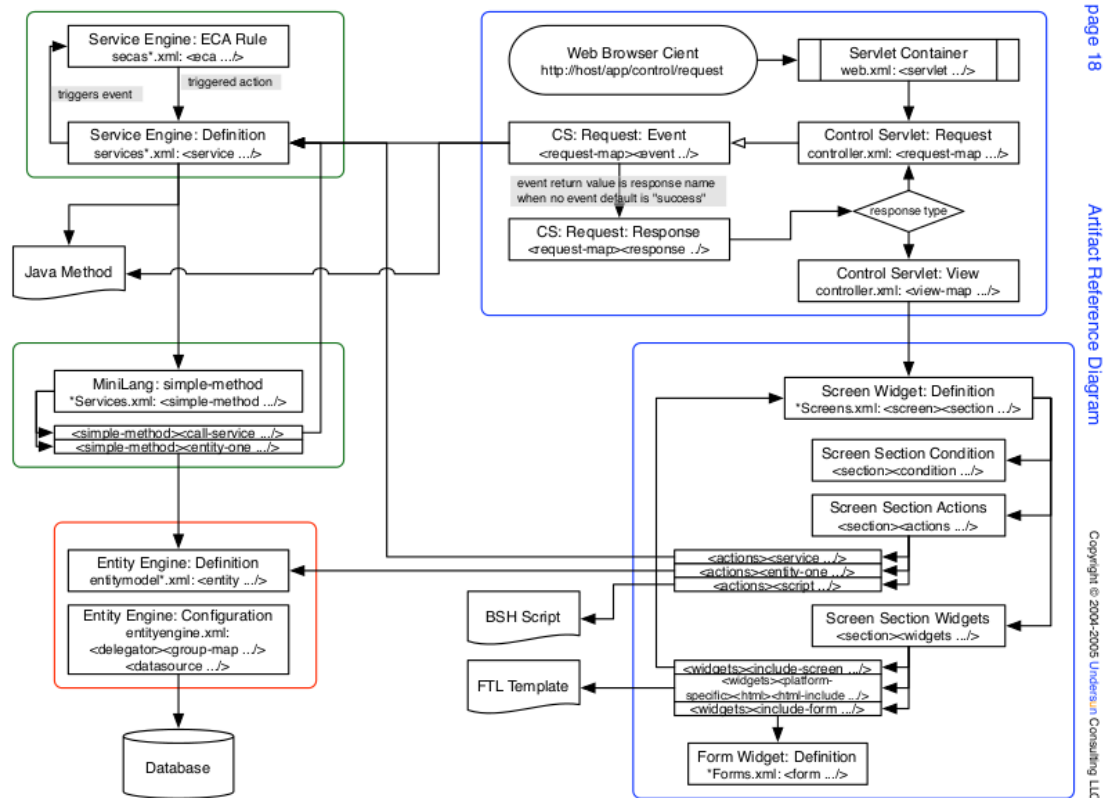 Service Engine: ECA Rule
secas*.xml: <eca .../>
triggers event
triggered action
Service Engine: Definition
services*.xml: <service .../>
Java Method
MiniLang: simple-method
*Services.xml: <simple-method .../>
<simple-method><call-service .../>
<simple-method><entity-one .../>
Entity Engine: Definition
entitymodel*.xml: <entity .../>
Entity Engine: Configuration
entityengine.xml:
<delegator><group-map .../>
<datasource .../>
Database
Web Browser Cient
http://host/app/control/request
Servlet Container
web.xml: <servlet .../>
CS: Request: Event
<request-map><event ../>
Control Servlet: Request
controller.xml: <request-map .../>
event return value is response name
when no event default is "success"
response type
CS: Request: Response
<request-map><response ../>
Control Servlet: View
controller.xml: <view-map .../>
Screen Widget: Definition
*Screens.xml: <screen><section .../>
Screen Section Condition
<section><condition .../>
Screen Section Actions
<section><actions .../>
<actions><service .../>
<actions><entity-one .../>
<actions><script .../>
BSH Script
Screen Section Widgets
<section><widgets .../>
<widgets><include-screen .../>
<widgets><platform-
specific><html><html-include .../>
<widgets><include-form .../>
FTL Template
Form Widget: Definition
*Forms.xml: <form .../>
page 18
Artifact Reference Diagram
Copyright © 2004-2005 Undersun Consulting LLC